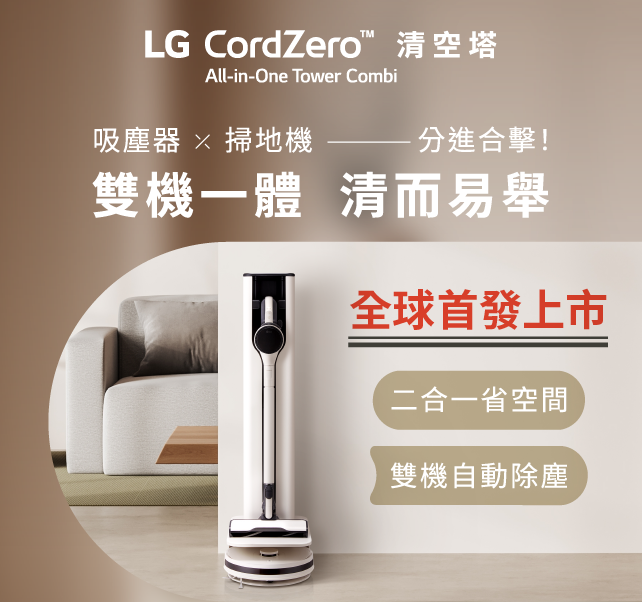 LG CordZero™ 清空塔
All-in-One Tower Combi
吸塵器 × 掃地機 —— 分進合擊！
雙機一體 清而易舉
全球首發上市
二合一省空間
雙機自動除塵